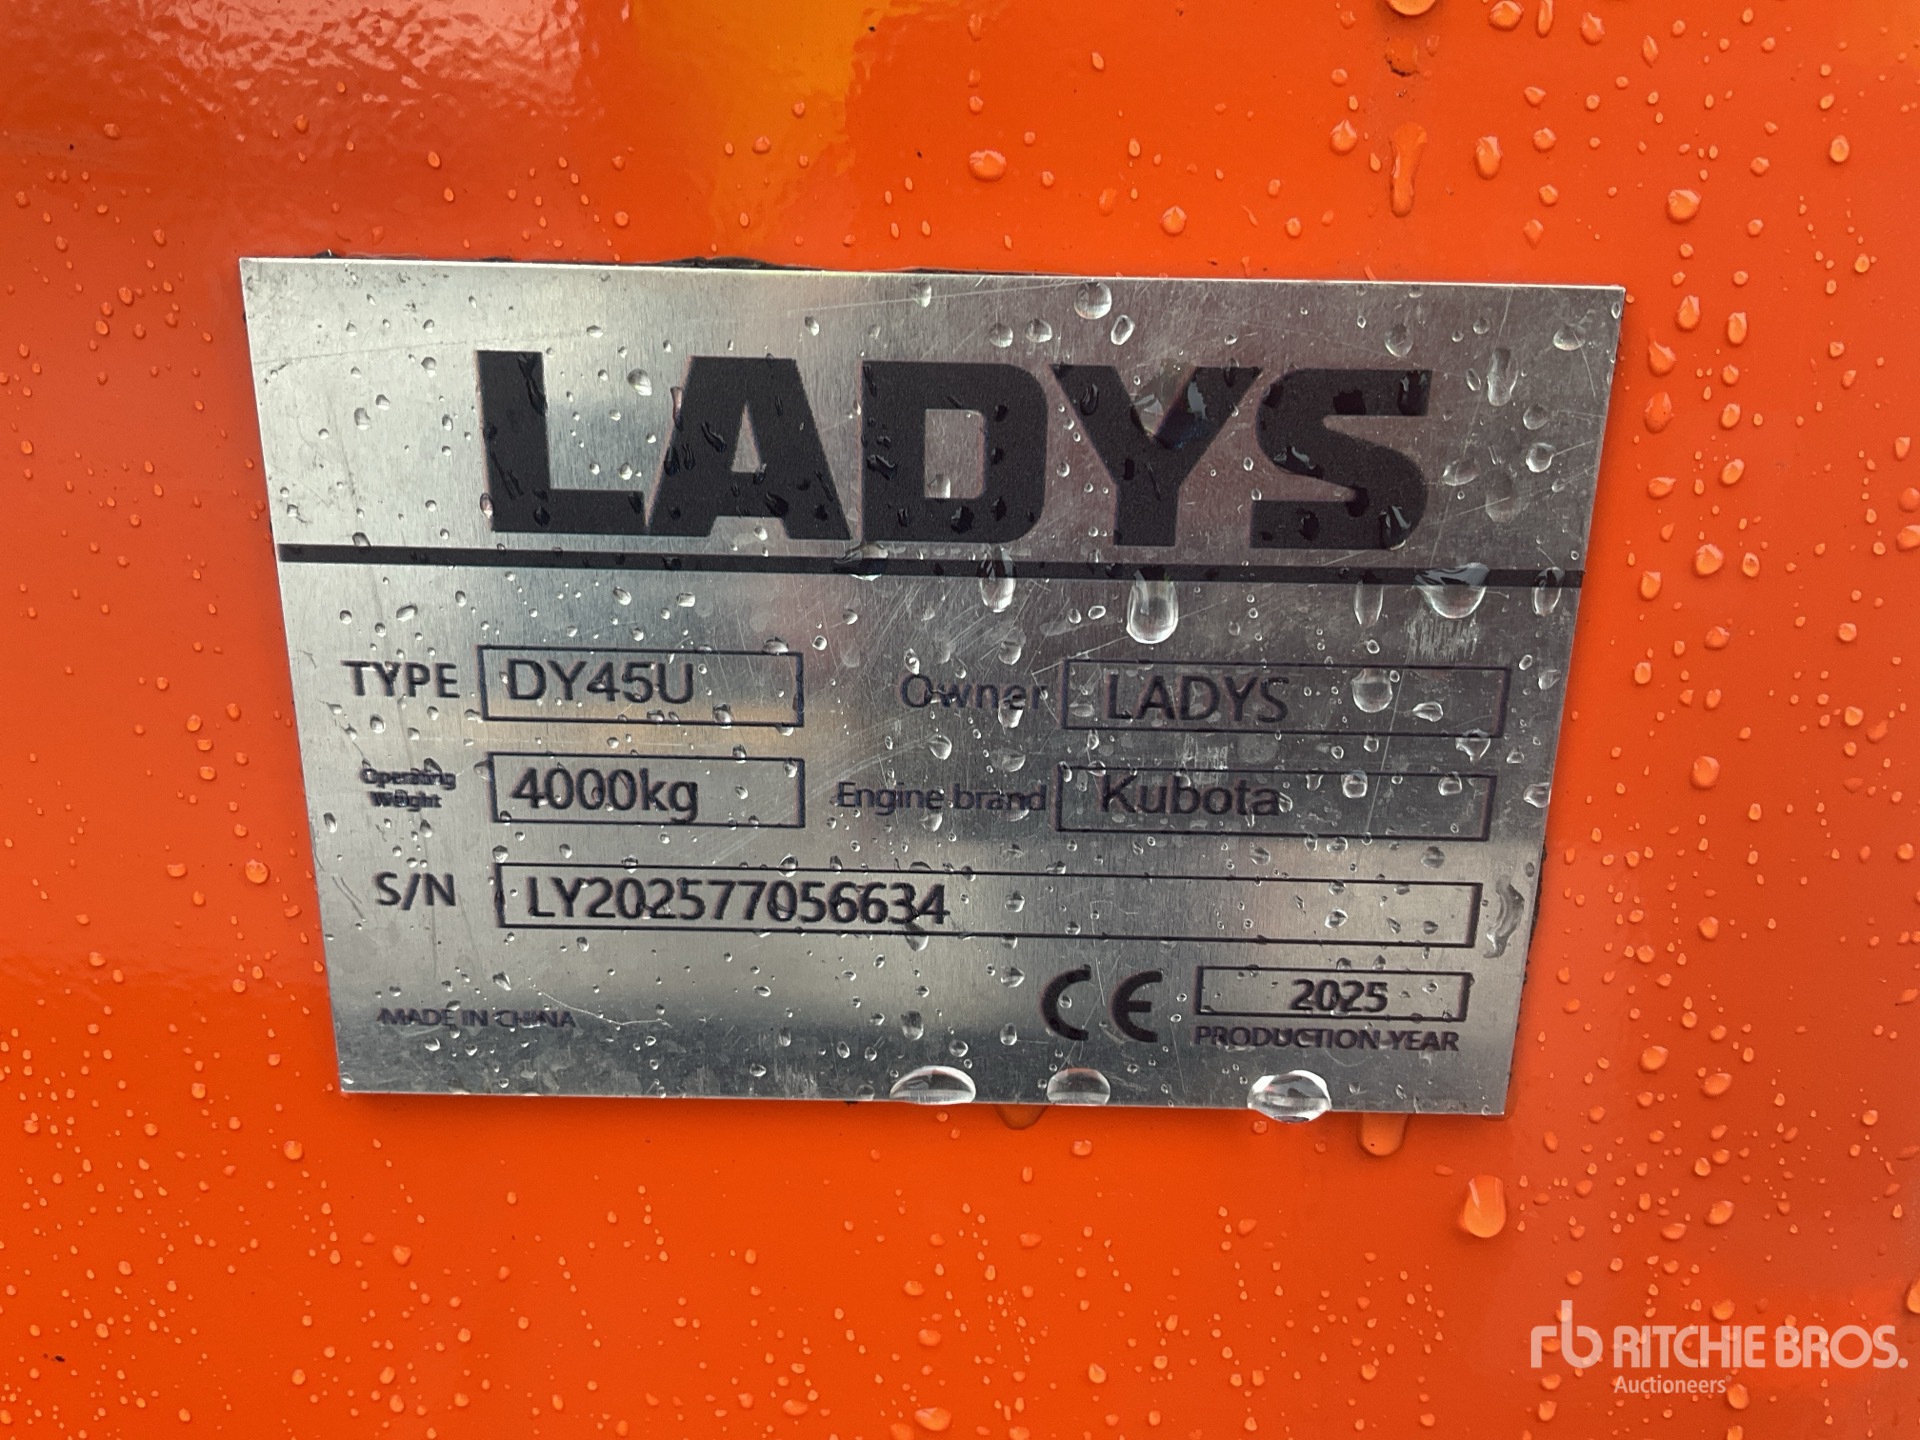 LADYS
TYPE DY45U Owner LADYS
Operating Weight 4000kg Engine brand Kubota
S/N LY202577056634
MADE IN CHINA CE 2025
PRODUCTION YEAR
rb RITCHIE BROS.
Auctioneers